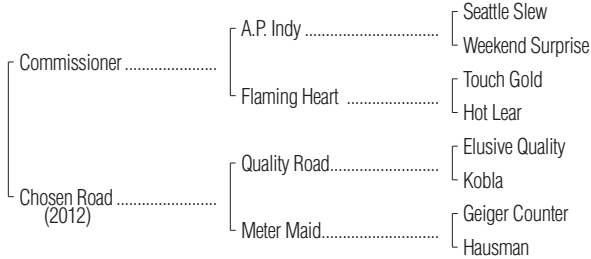 Seattle Slew
A.P. Indy ........................
Weekend Surprise
Commissioner ......................
Touch Gold
Flaming Heart ......................
Hot Lear
Elusive Quality
Quality Road..........................
Kobla
Chosen Road ........................
(2012)
Geiger Counter
Meter Maid............................
Hausman